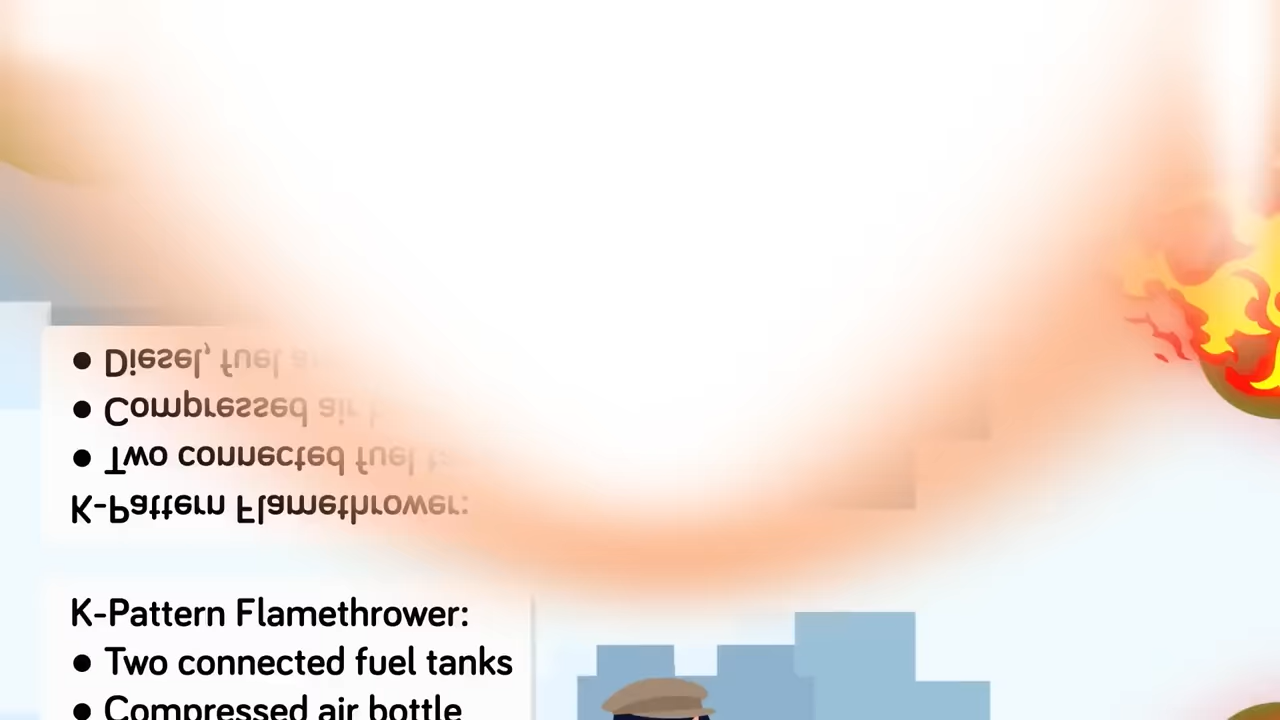 ● Diesel, fuel
● Compressed air
● Two connected fuel
K-Pattern Flamethrower:
K-Pattern Flamethrower:
● Two connected fuel tanks
● Compressed air bottle